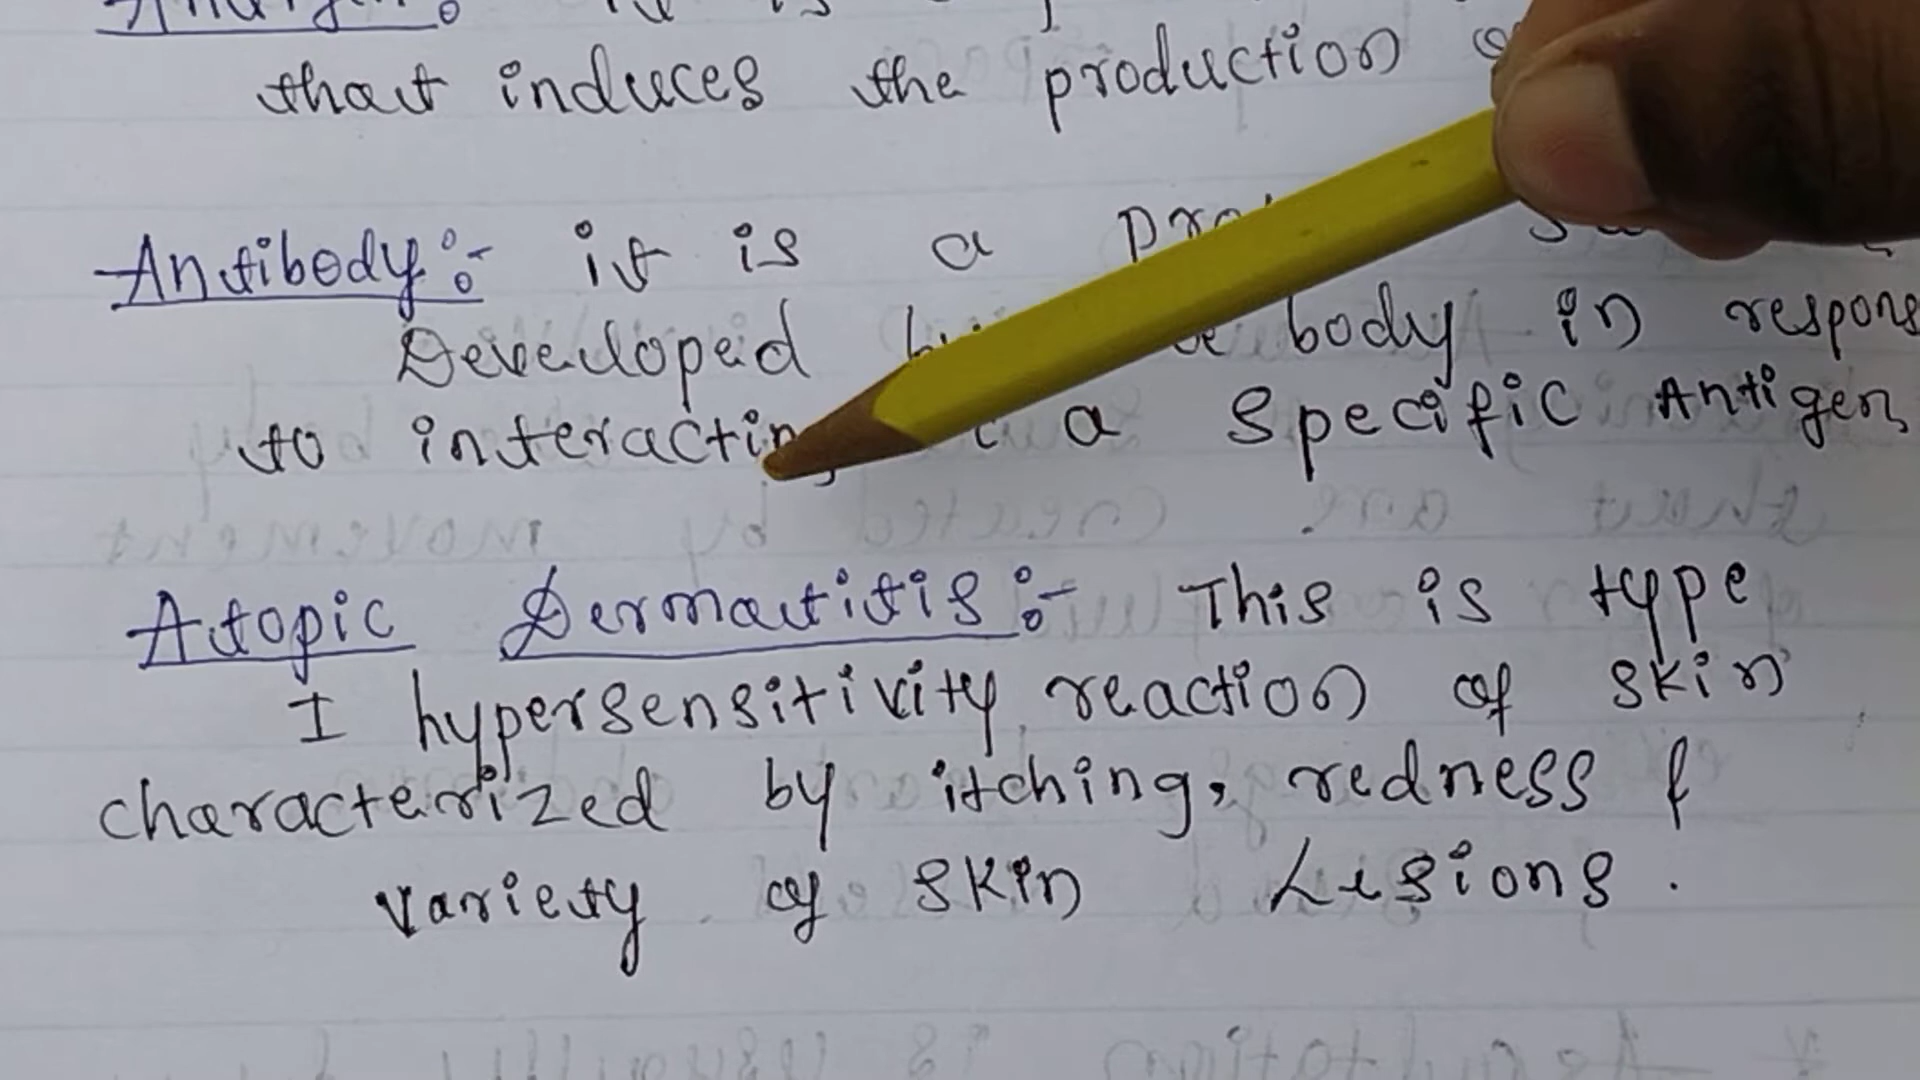 that induces the production
Antibody :- it is a
Developed body in respons
to interacting a specific Antigen
Atopic Dermatitis :- This is type
I hypersensitivity reaction of skin
characterized by itching, redness &
variety of skin Lesions.